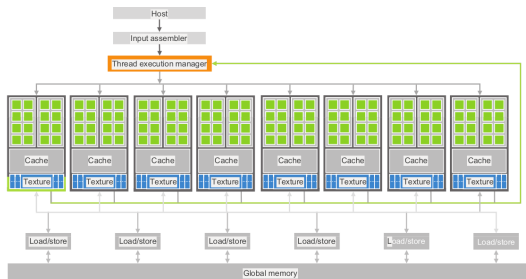 Host
Input assembler
Thread execution manager
Cache Cache Cache Cache Cache Cache Cache Cache
Texture Texture Texture Texture Texture Texture Texture Texture
Load/store Load/store Load/store Load/store Load/store Load/store
Global memory